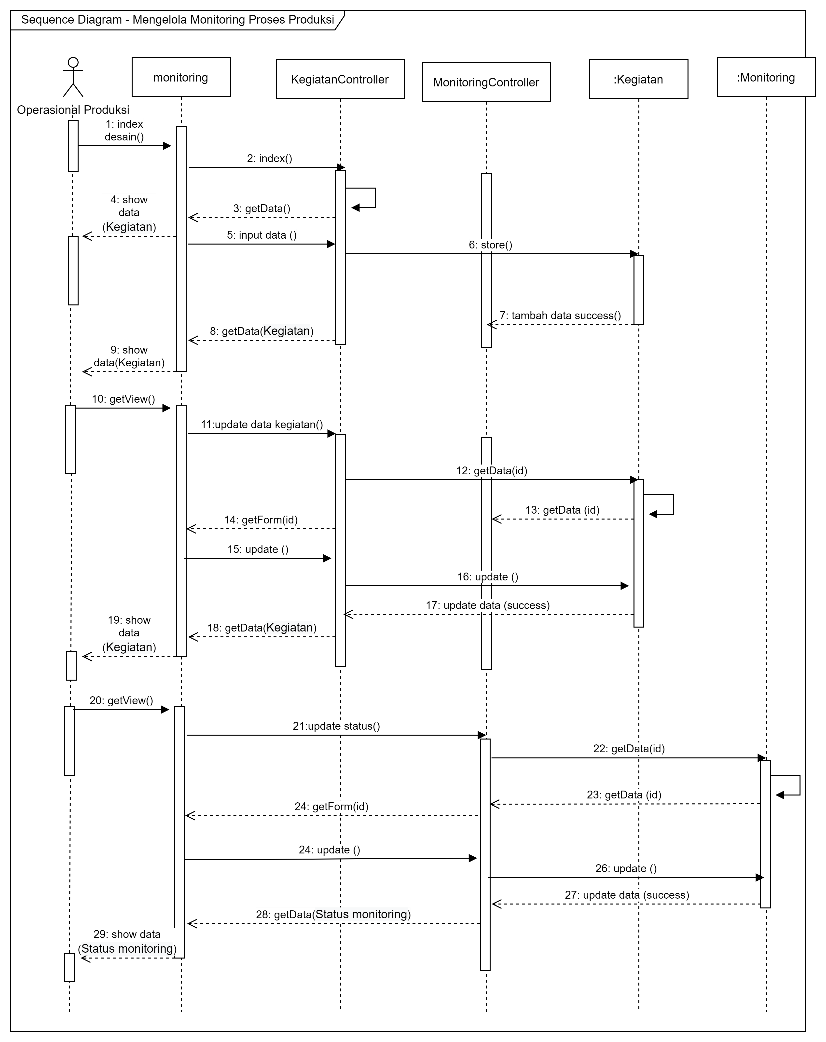 Sequence Diagram - Mengelola Monitoring Proses Produksi
monitoring
KegiatanController
MonitoringController
:Kegiatan
:Monitoring
Operasional Produksi
1: index
desain()
2: index()
4: show
data
(Kegiatan)
3: getData()
5: input data ()
6: store()
7: tambah data success()
8: getData(Kegiatan)
9: show
data(Kegiatan)
10: getView()
11:update data kegiatan()
12: getData(id)
13: getData (id)
14: getForm(id)
15: update ()
16: update ()
17: update data (success)
18: getData(Kegiatan)
19: show
data
(Kegiatan)
20: getView()
21:update status()
22: getData(id)
23: getData (id)
24: getForm(id)
24: update ()
26: update ()
27: update data (success)
28: getData(Status monitoring)
29: show data
(Status monitoring)